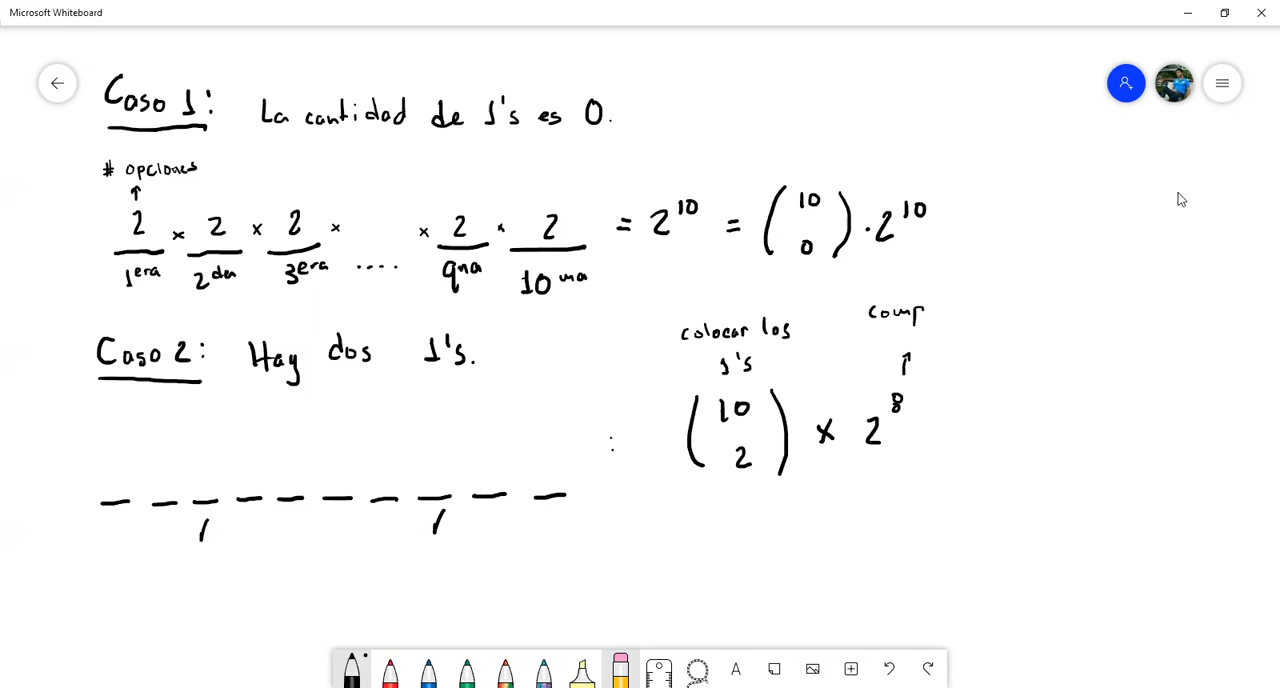 Microsoft Whiteboard
Caso 1: La cantidad de 1's es 0.
# opciones
↑
2 × 2 × 2 × × 2 × 2 = 2^10 = (10 0) · 2^10
1era 2da 3era .... 9na 10ma
Caso 2: Hay dos 1's.
colocar los comp
1's ↑
: (10 2) × 2^8
_ _ _ _ _ _ _ _ _ _
/ /
A